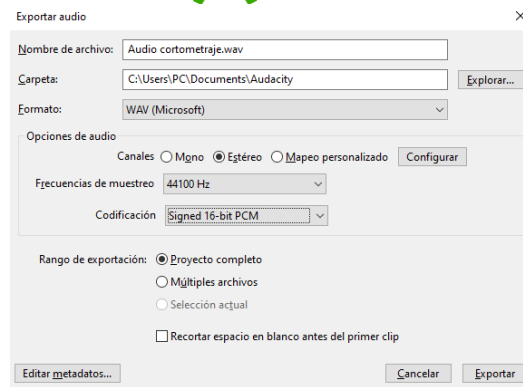 Exportar audio
Nombre de archivo: Audio cortometraje.wav
Carpeta: C:\Users\PC\Documents\Audacity Explorar...
Formato: WAV (Microsoft)
Opciones de audio
Canales Mono Estéreo Mapeo personalizado Configurar
Frecuencias de muestreo 44100 Hz
Codificación Signed 16-bit PCM
Rango de exportación: Proyecto completo
Múltiples archivos
Selección actual
Recortar espacio en blanco antes del primer clip
Editar metadatos... Cancelar Exportar